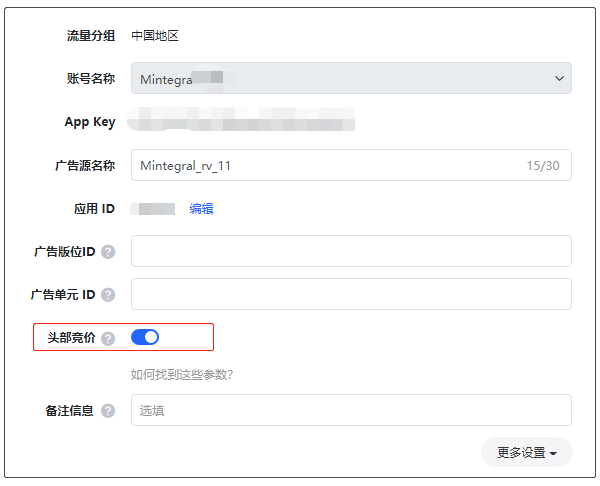 流量分组 中国地区
账号名称 Mintegra
App Key
广告源名称 Mintegral_rv_11 15/30
应用 ID 编辑
广告版位ID ?
广告单元 ID ?
头部竞价 ?
如何找到这些参数?
备注信息 ? 选填
更多设置